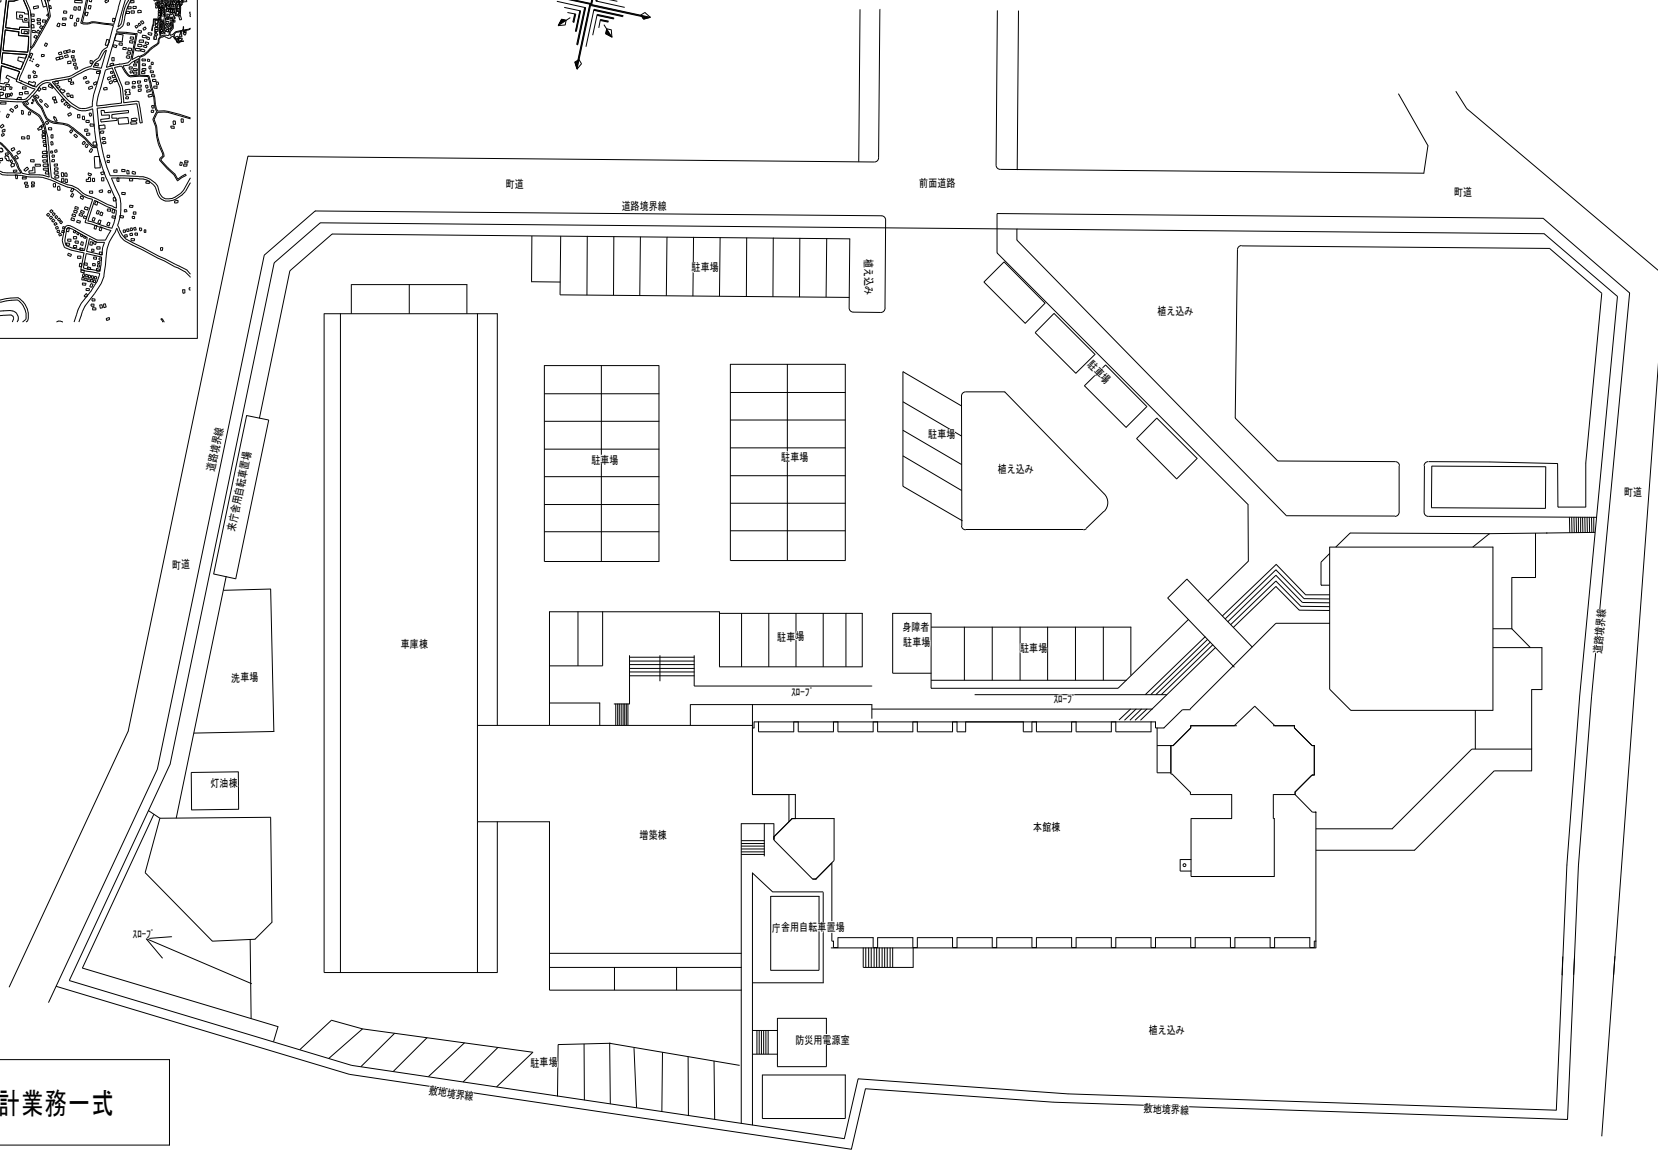 町道
前面道路
町道
道路境界線
駐車場
植え込み
植え込み
駐車場
駐車場
駐車場
駐車場
植え込み
道路境界線
来庁舎用自転車置場
町道
町道
道路境界線
車庫棟
洗車場
駐車場
身障者
駐車場
駐車場
ｽﾛｰﾌﾟ
ｽﾛｰﾌﾟ
灯油棟
増築棟
本館棟
ｽﾛｰﾌﾟ
庁舎用自転車置場
防災用電源室
植え込み
駐車場
敷地境界線
敷地境界線
計業務一式